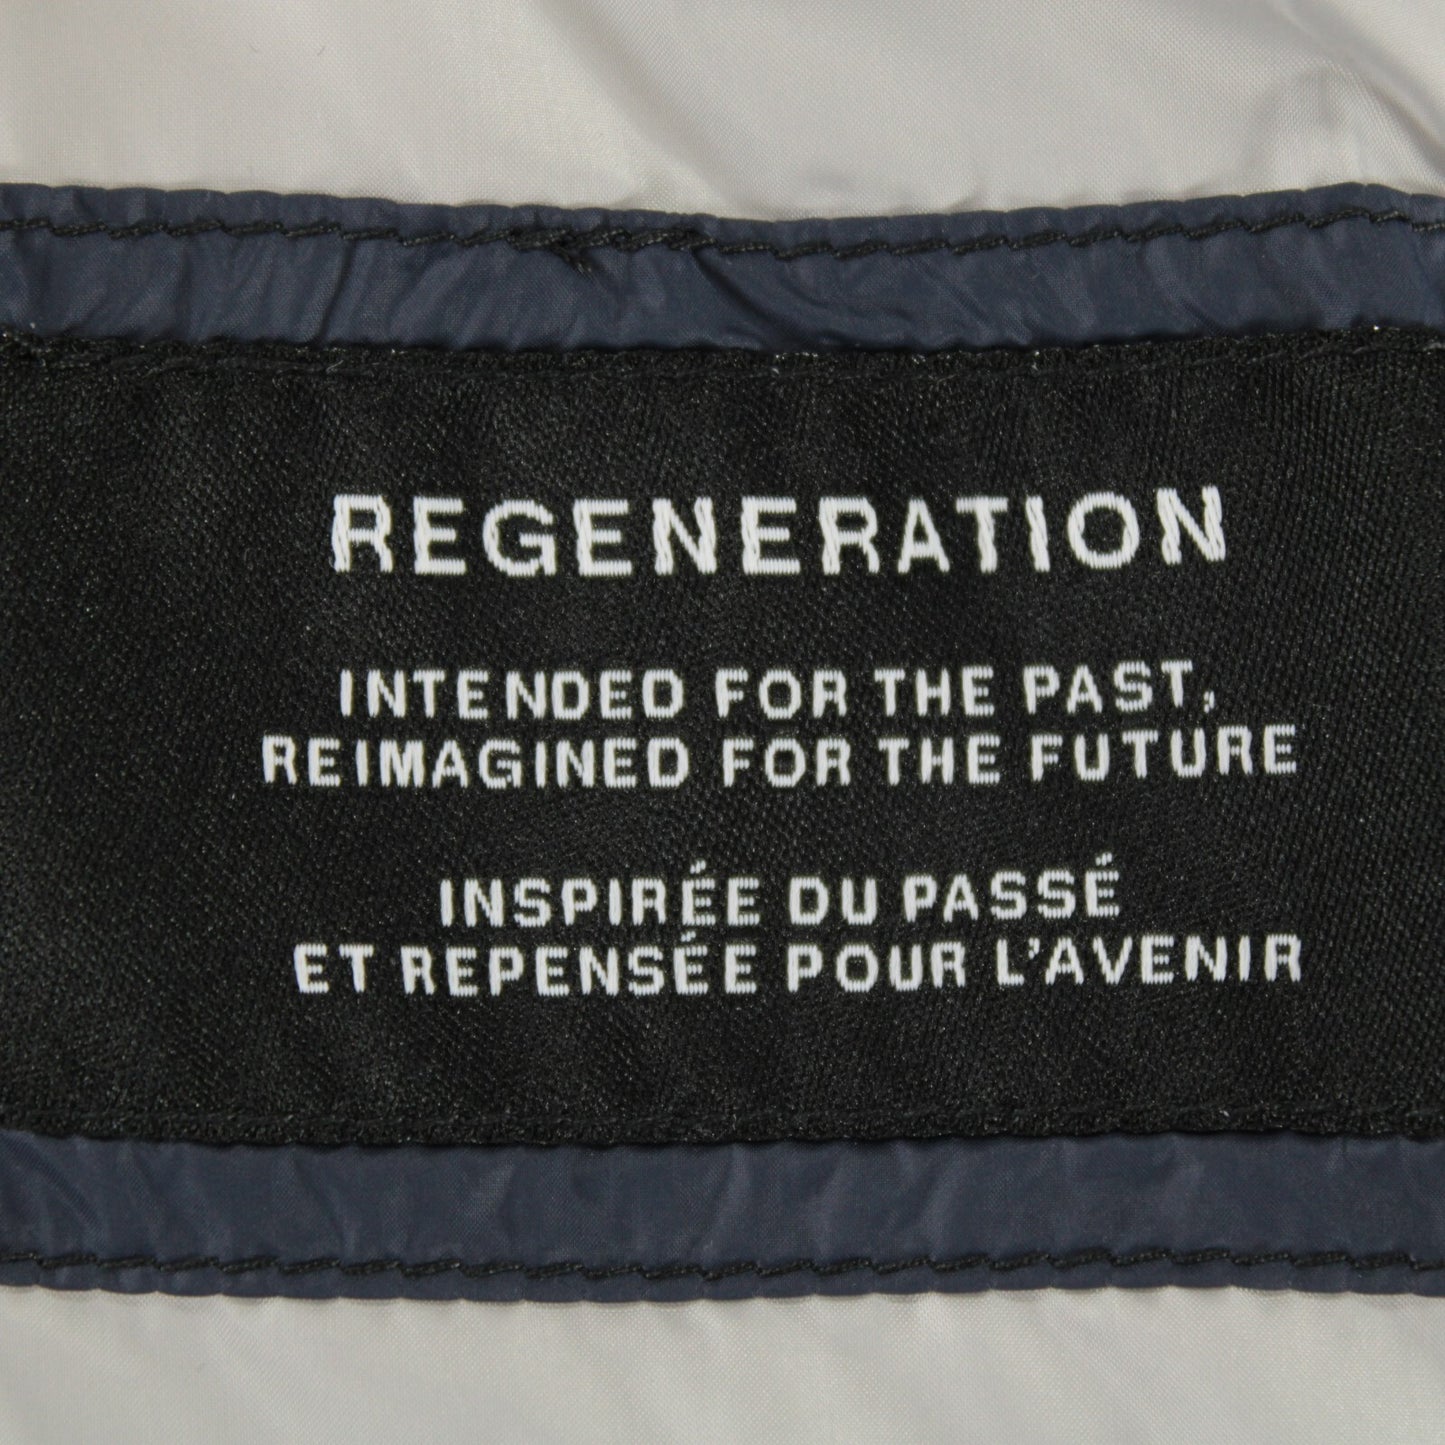 REGENERATION
INTENDED FOR THE PAST,
REIMAGINED FOR THE FUTURE
INSPIRÉE DU PASSÉ
ET REPENSÉE POUR L'AVENIR